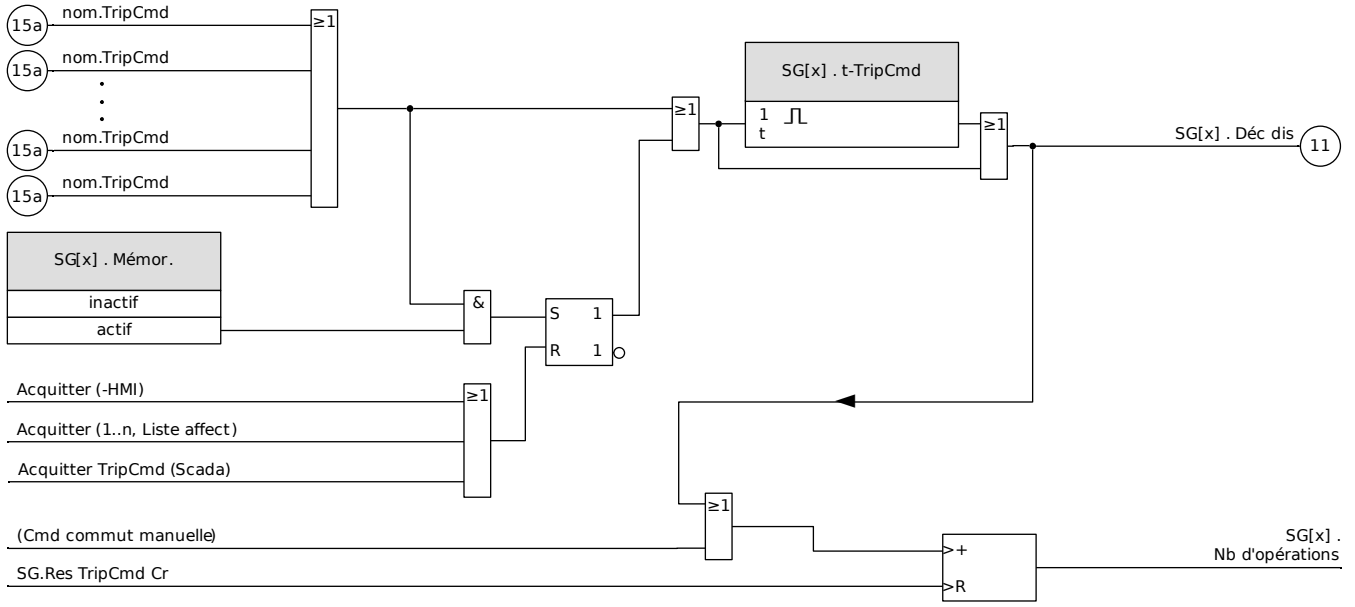 15a nom.TripCmd
≥1
15a nom.TripCmd
15a nom.TripCmd
15a nom.TripCmd
SG[x] . t-TripCmd
≥1
1
t
≥1
SG[x] . Déc dis
11
SG[x] . Mémor.
inactif
actif
&
S 1
R 1
Acquitter (-HMI)
≥1
Acquitter (1..n, Liste affect)
Acquitter TripCmd (Scada)
≥1
(Cmd commut manuelle)
SG.Res TripCmd Cr
>+
>R
SG[x] .
Nb d'opérations